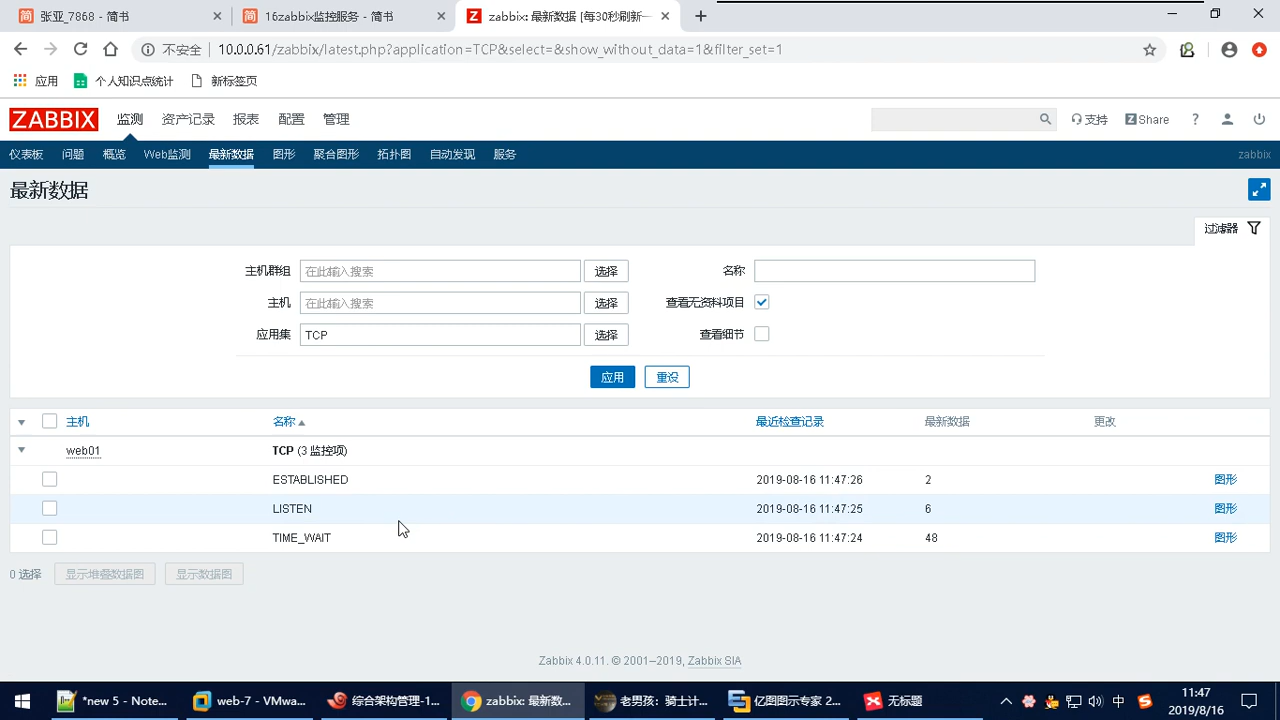 张亚_7868 - 简书
16zabbix监控服务 - 简书
zabbix: 最新数据 [每30秒刷新一
不安全 10.0.0.61/zabbix/latest.php?application=TCP&select=&show_without_data=1&filter_set=1
应用 个人知识点统计 新标签页
ZABBIX 监测 资产记录 报表 配置 管理 支持 Share ?
仪表板 问题 概览 Web监测 最新数据 图形 聚合图形 拓扑图 自动发现 服务 zabbix
最新数据
过滤器
主机群组 在此输入搜索 选择 名称
主机 在此输入搜索 选择 查看无资料项目
应用集 TCP 选择 查看细节
应用 重设
主机 名称 最近检查记录 最新数据 更改
web01 TCP (3 监控项)
ESTABLISHED 2019-08-16 11:47:26 2 图形
LISTEN 2019-08-16 11:47:25 6 图形
TIME_WAIT 2019-08-16 11:47:24 48 图形
0 选择 显示堆叠数据图 显示数据图
Zabbix 4.0.11. © 2001–2019, Zabbix SIA
*new 5 - Note... web-7 - VMwa... 综合架构管理-1... zabbix: 最新数... 老男孩：骑士计... 亿图图示专家 2... 无标题 中 11:47
2019/8/16